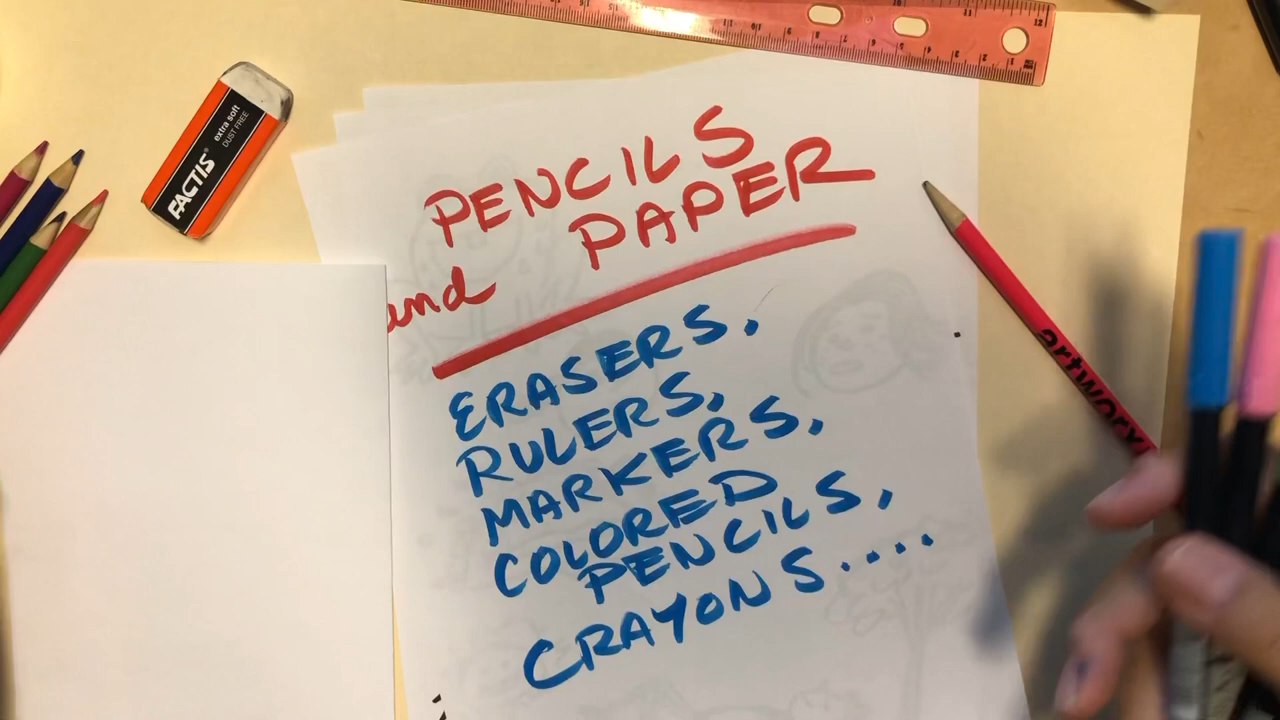 PENCILS
and PAPER
ERASERS,
RULERS,
MARKERS,
COLORED
PENCILS,
CRAYONS....
FACTIS®
extra soft
DUST FREE
artworx